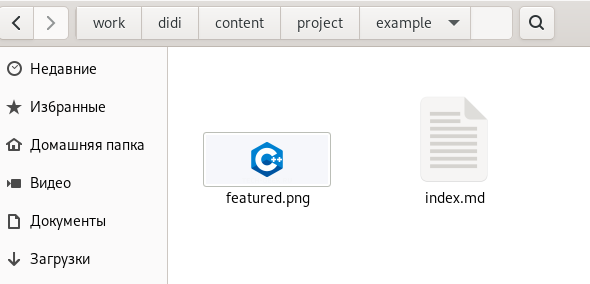 work didi content project example
Недавние
Избранные
Домашняя папка
Видео
Документы
Загрузки
C++
featured.png
index.md